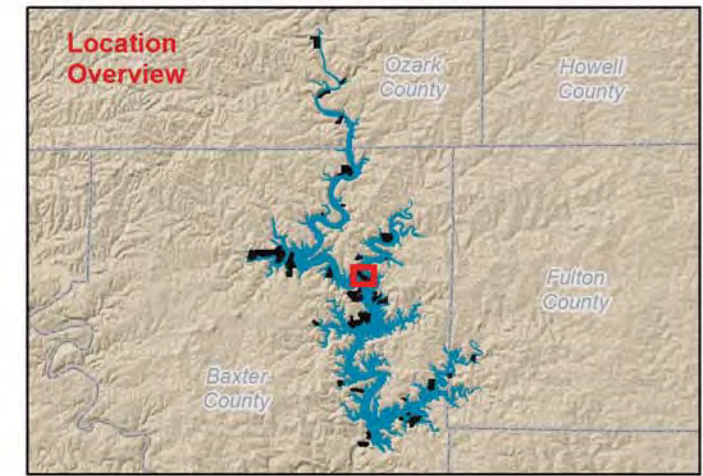 Location
Overview
Ozark
County
Howell
County
Fulton
County
Baxter
County